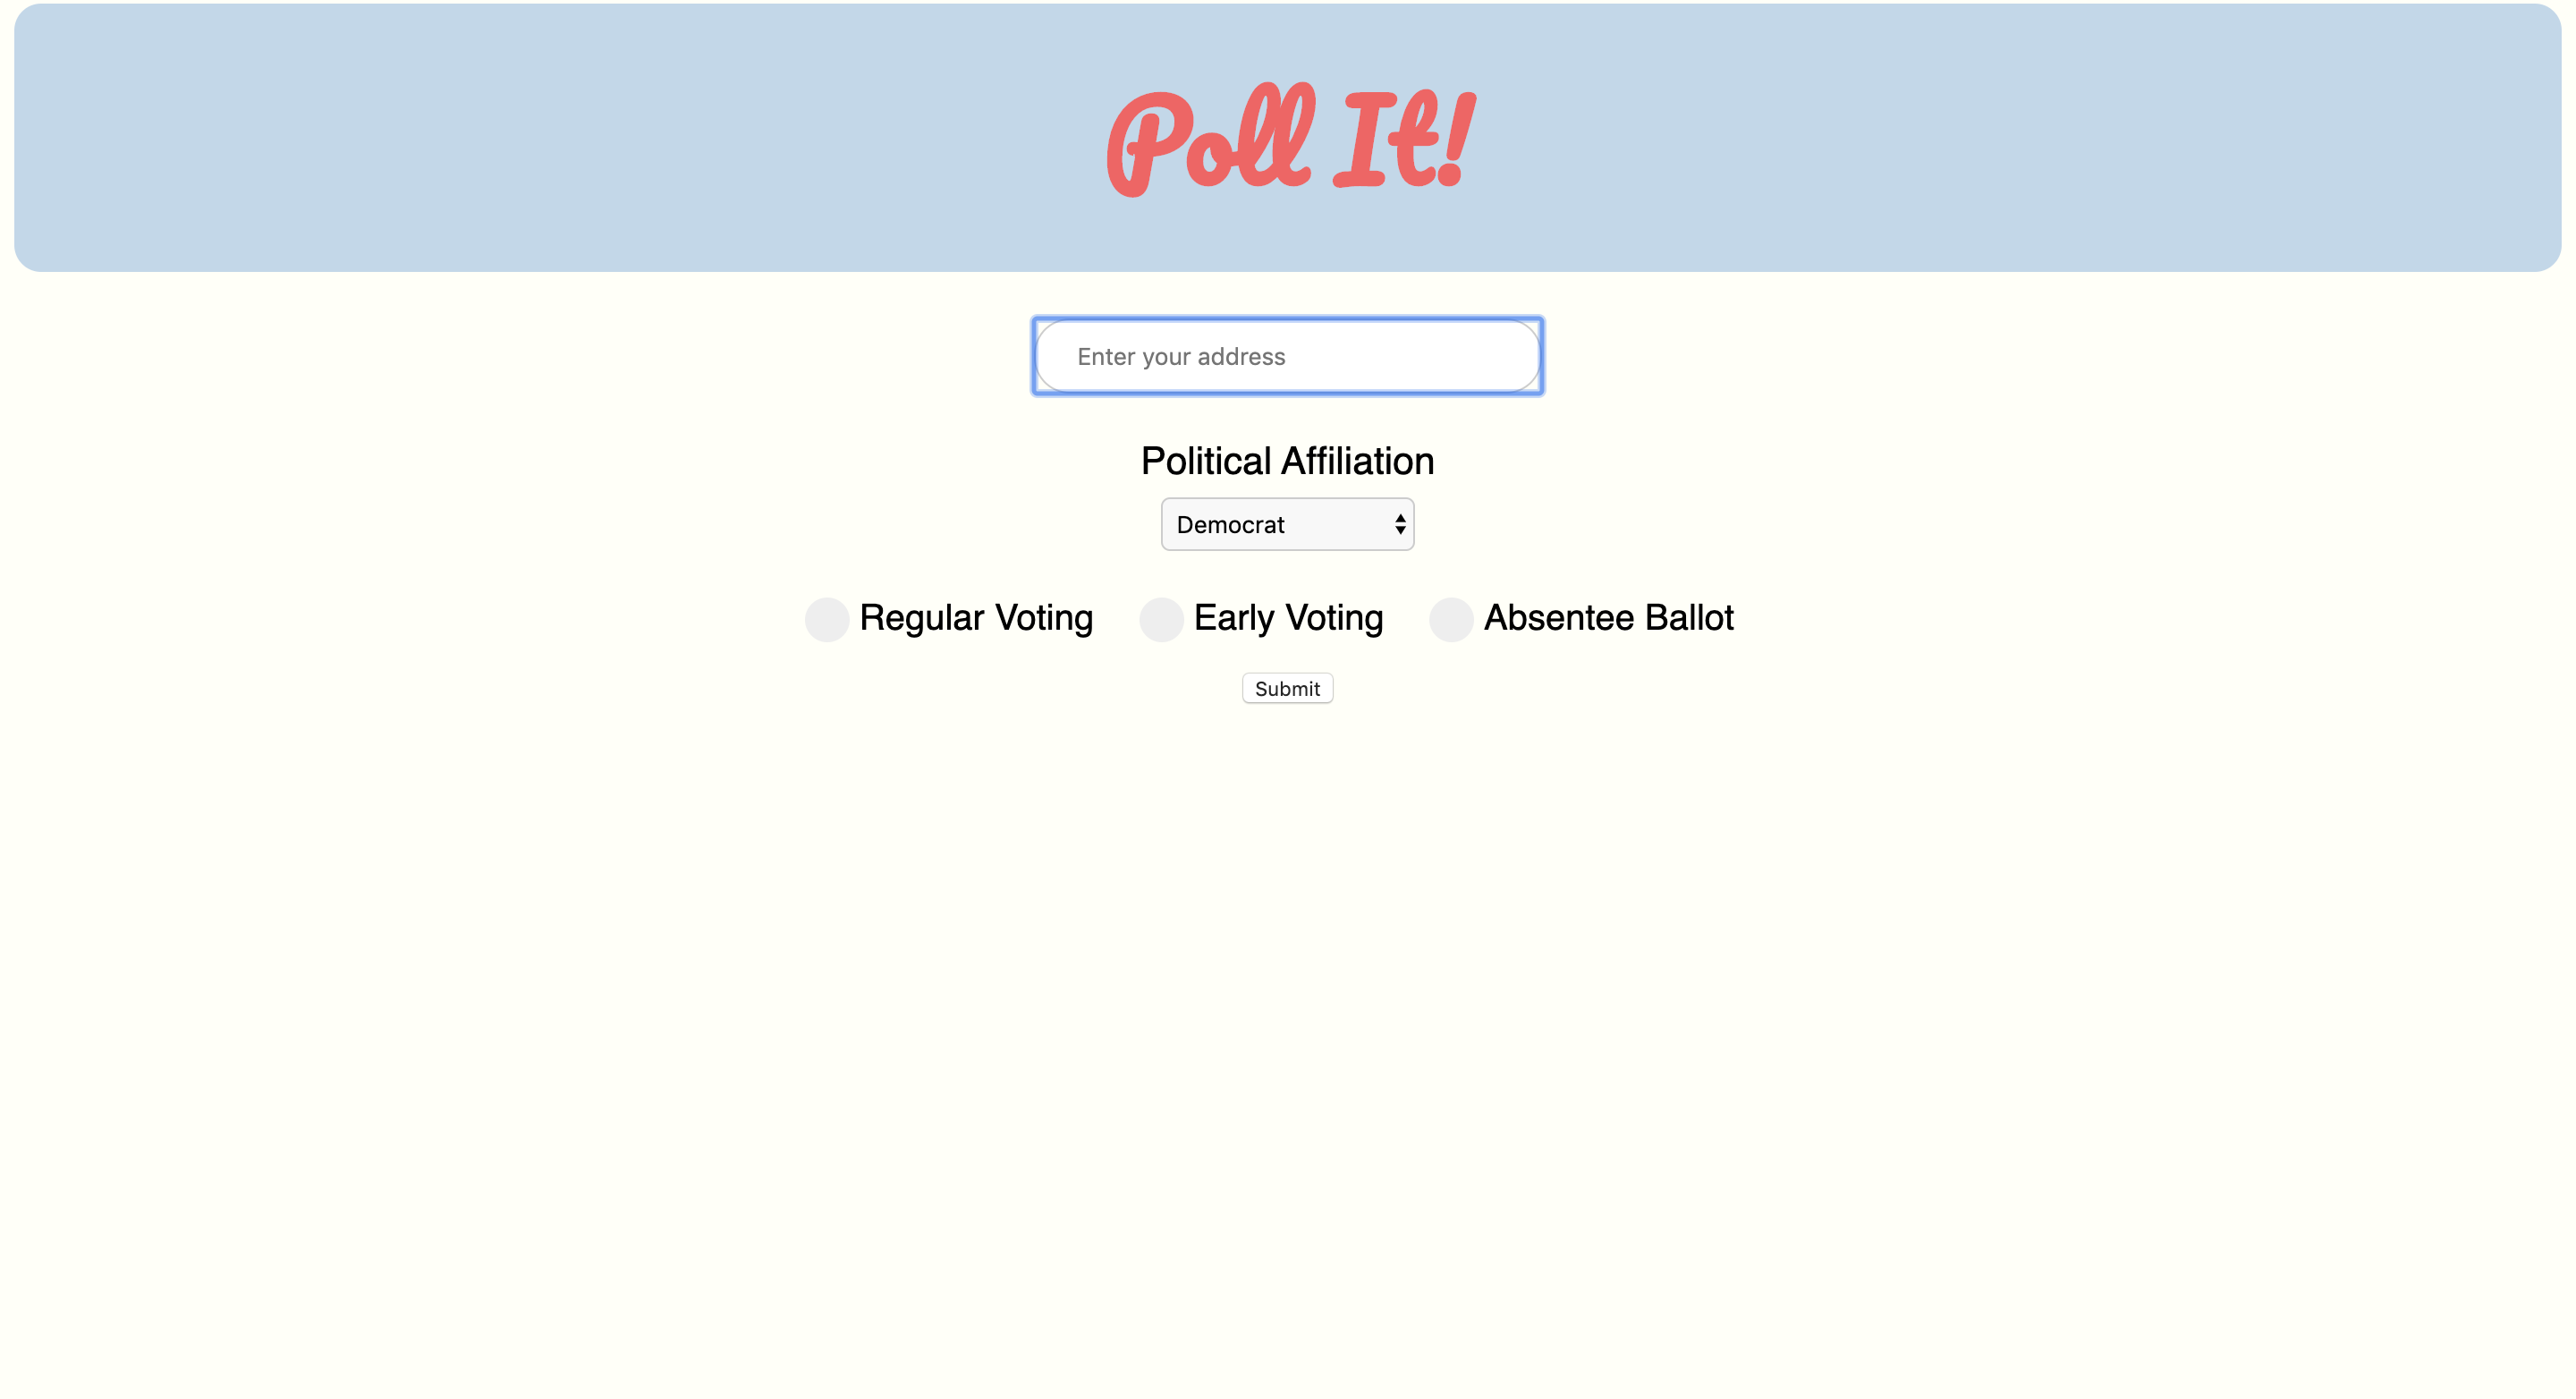 Poll It!
Enter your address
Political Affiliation
Democrat
Regular Voting Early Voting Absentee Ballot
Submit